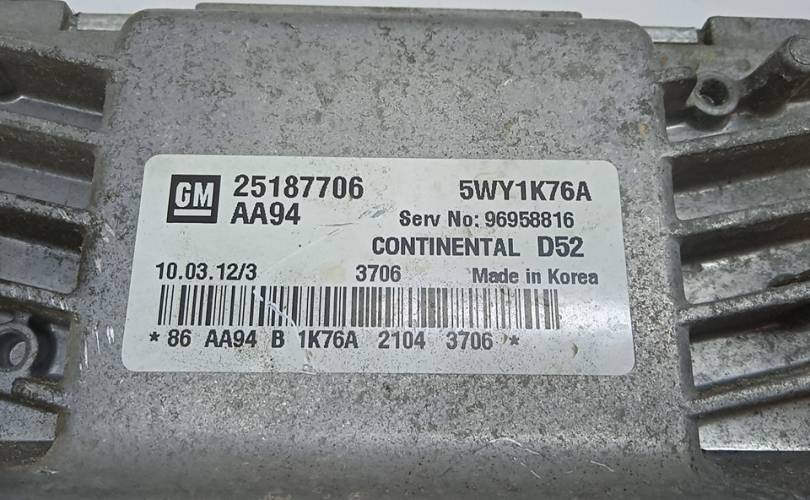 GM 25187706 5WY1K76A
AA94 Serv No: 96958816
CONTINENTAL D52
10.03.12/3 3706 Made in Korea
* 86 AA94 B 1K76A 2104 3706 *